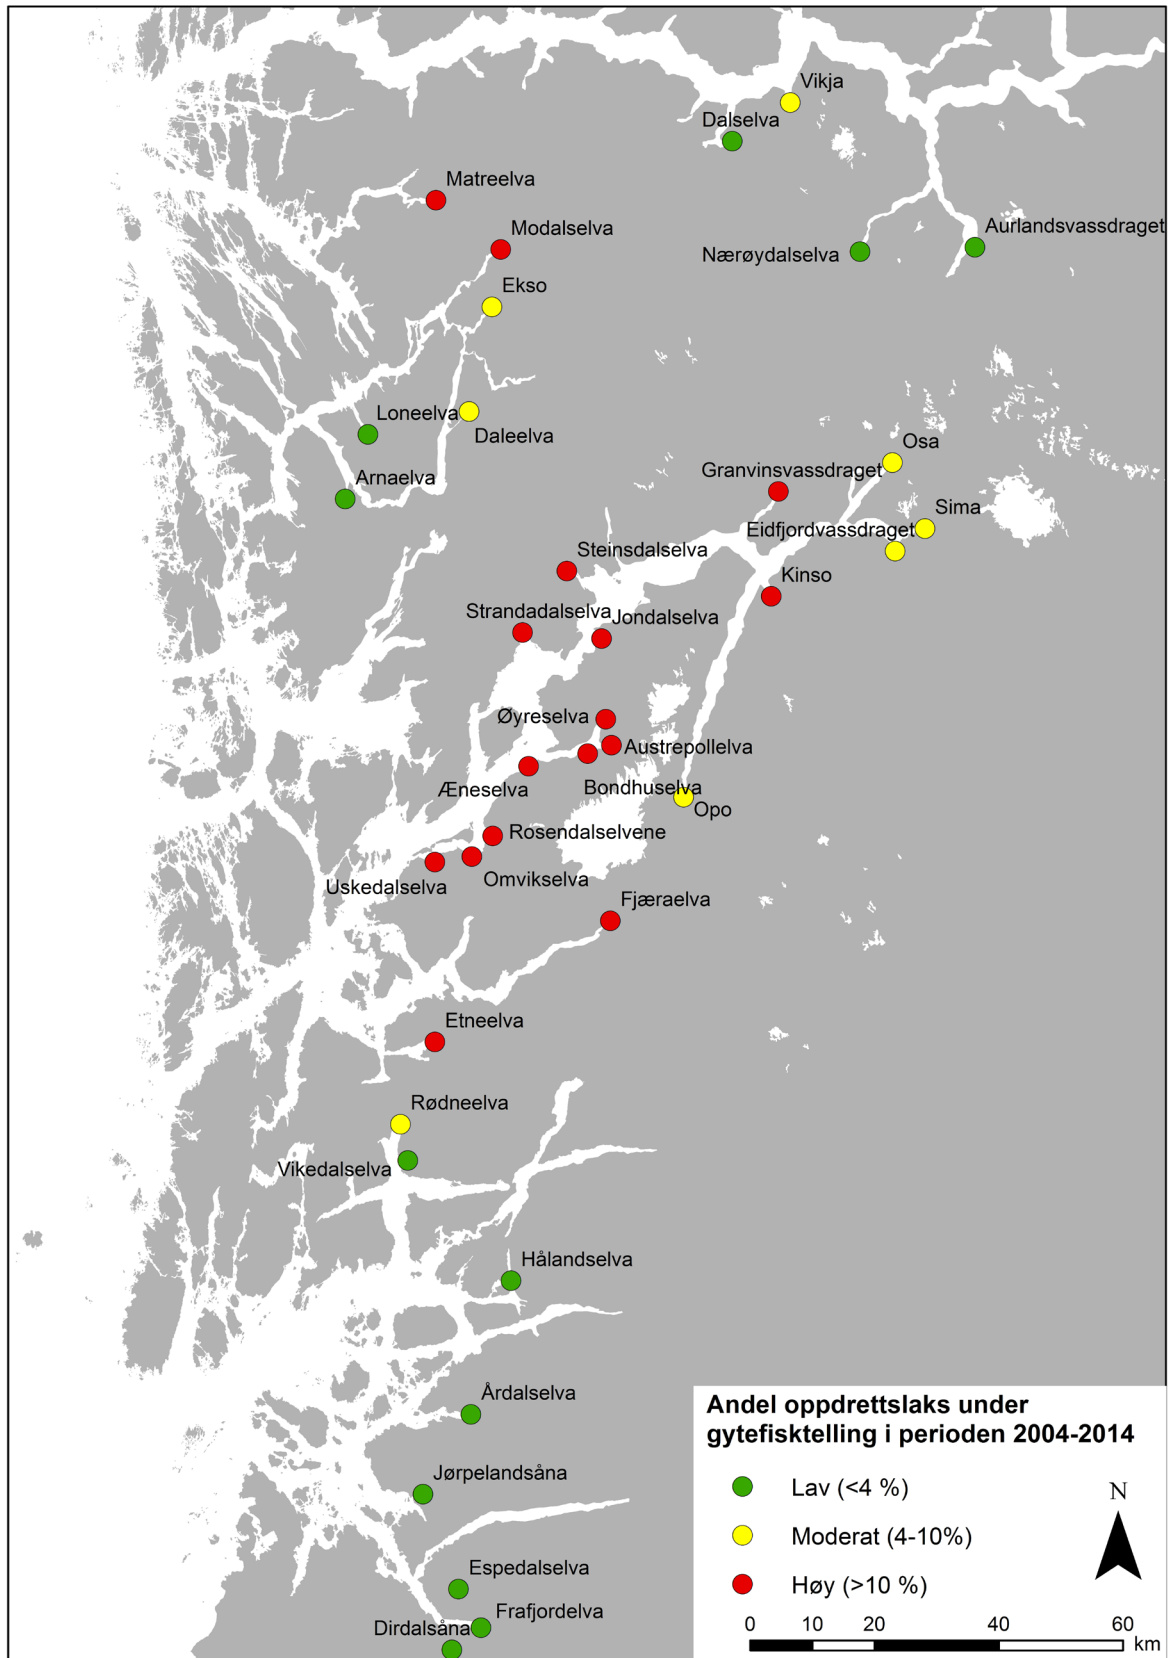 Vikja
Dalselva
Matreelva
Modalselva
Aurlandsvassdraget
Nærøydalselva
Ekso
Loneelva
Daleelva
Osa
Granvinsvassdraget
Arnaelva
Sima
Eidfjordvassdraget
Steinsdalselva
Kinso
Strandadalselva
Jondalselva
Øyreselva
Austrepollelva
Æneselva
Bondhuselva
Opo
Rosendalselvene
Uskedalselva
Omvikselva
Fjæraelva
Etneelva
Rødneelva
Vikedalselva
Hålandselva
Årdalselva
Jørpelandsåna
Espedalselva
Frafjordelva
Dirdalsåna
Andel oppdrettslaks under
gytefisktelling i perioden 2004-2014
Lav (<4 %)
Moderat (4-10%)
Høy (>10 %)
N
0 10 20 40 60
km